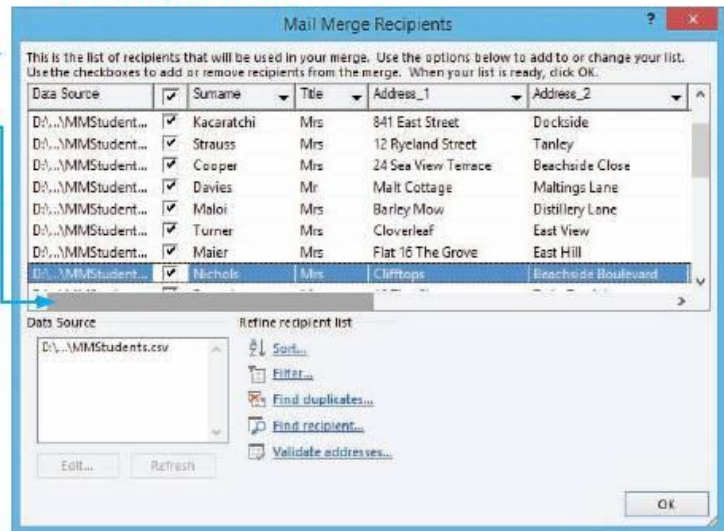 Mail Merge Recipients
This is the list of recipients that will be used in your merge. Use the options below to add to or change your list.
Use the checkboxes to add or remove recipients from the merge. When your list is ready, click OK.
Data Source Surname Title Address_1 Address_2
D:\...\MMStudent... Kacaratchi Mrs 841 East Street Dockside
D:\...\MMStudent... Strauss Mrs 12 Ryeland Street Tanley
D:\...\MMStudent... Cooper Mrs 24 Sea View Terrace Beachside Close
D:\...\MMStudent... Davies Mr Malt Cottage Maltings Lane
D:\...\MMStudent... Maloi Mrs Barley Mow Distillery Lane
D:\...\MMStudent... Turner Mrs Cloverleaf East View
D:\...\MMStudent... Maier Mrs Flat 16 The Grove East Hill
D:\...\MMStudent... Nichols Mrs Clifftops Beachside Boulevard
Data Source
D:\...\MMStudents.csv
Edit... Refresh
Refine recipient list
Sort...
Filter...
Find duplicates...
Find recipient...
Validate addresses...
OK